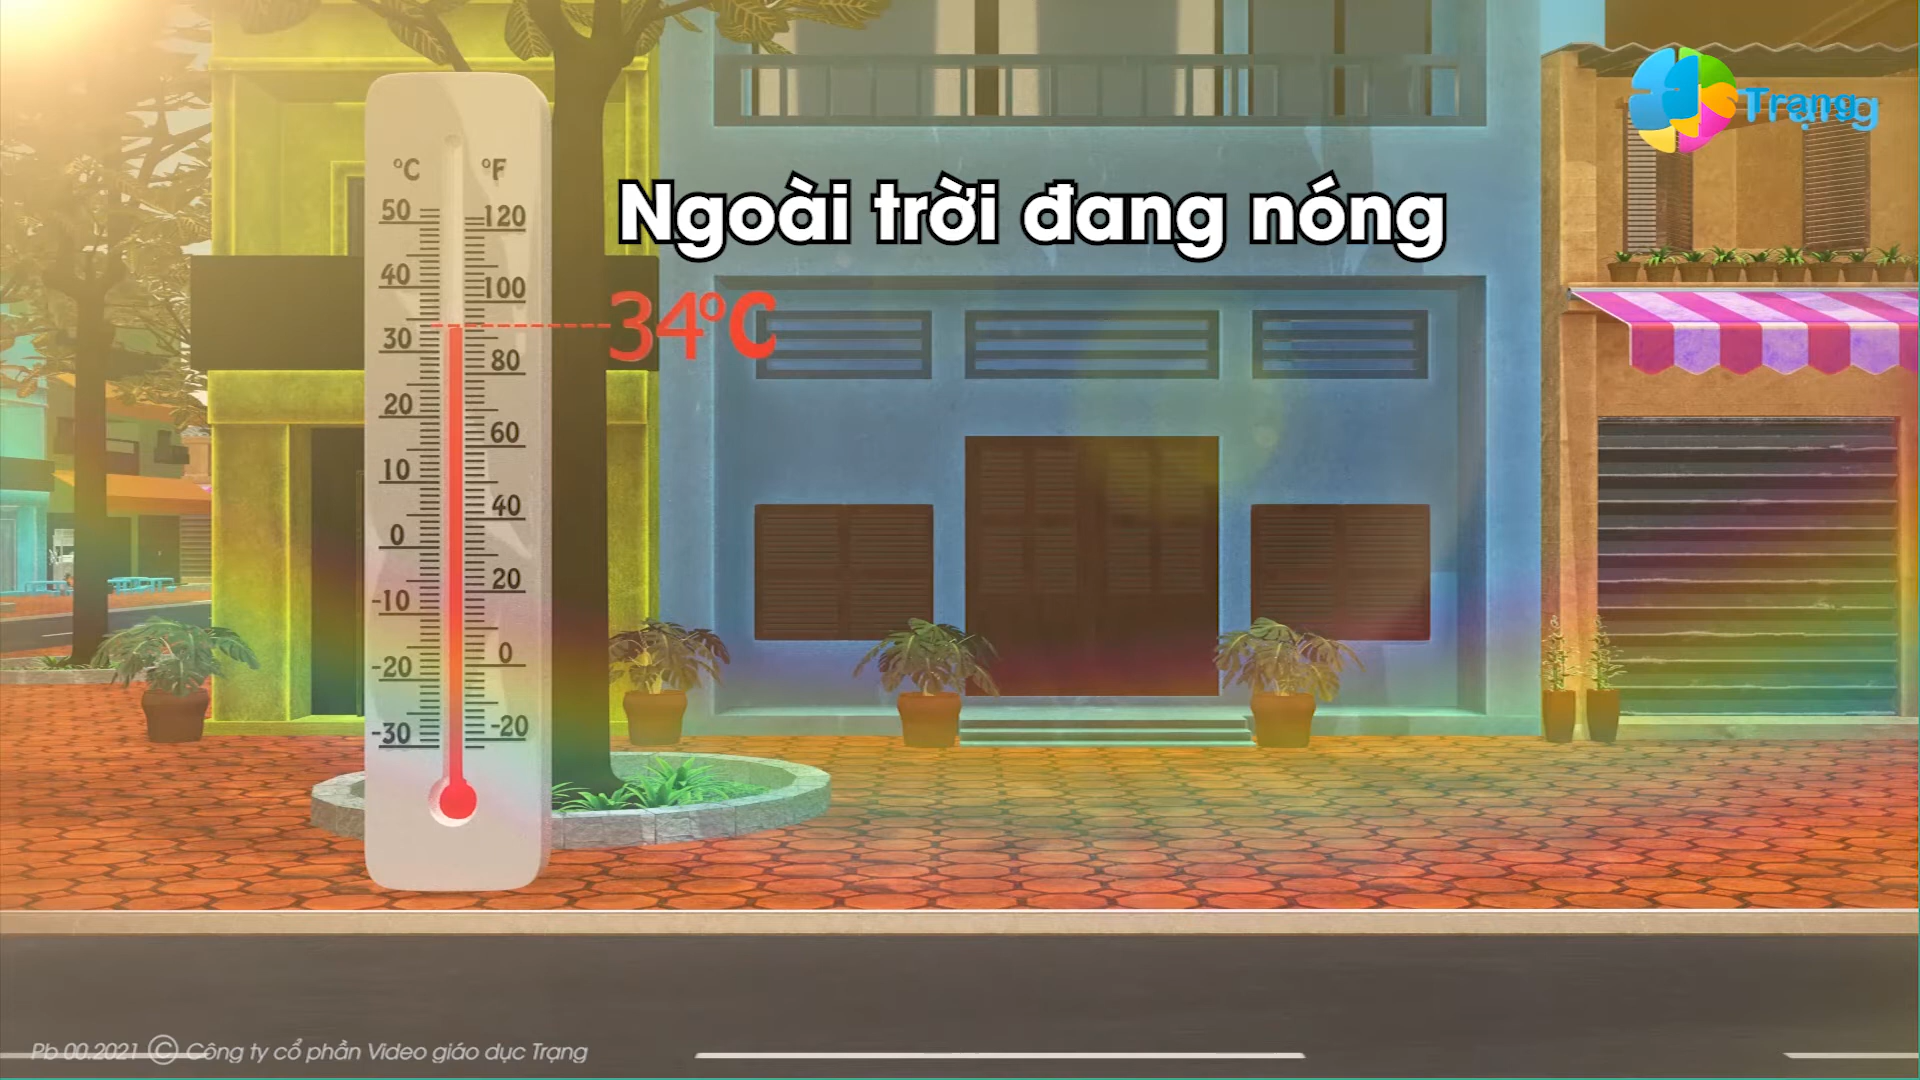 Trạng
°C °F
Ngoài trời đang nóng
50 120
40 100
34°C
30 80
20 60
10 40
0 20
-10
-20 0
-30 -20
Pb 00.2021 © Công ty cổ phần Video giáo dục Trạng